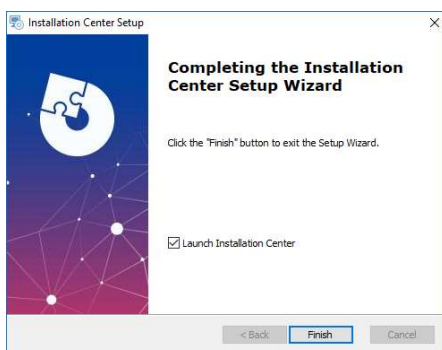 Installation Center Setup
Completing the Installation
Center Setup Wizard
Click the "Finish" button to exit the Setup Wizard.
Launch Installation Center
< Back Finish Cancel